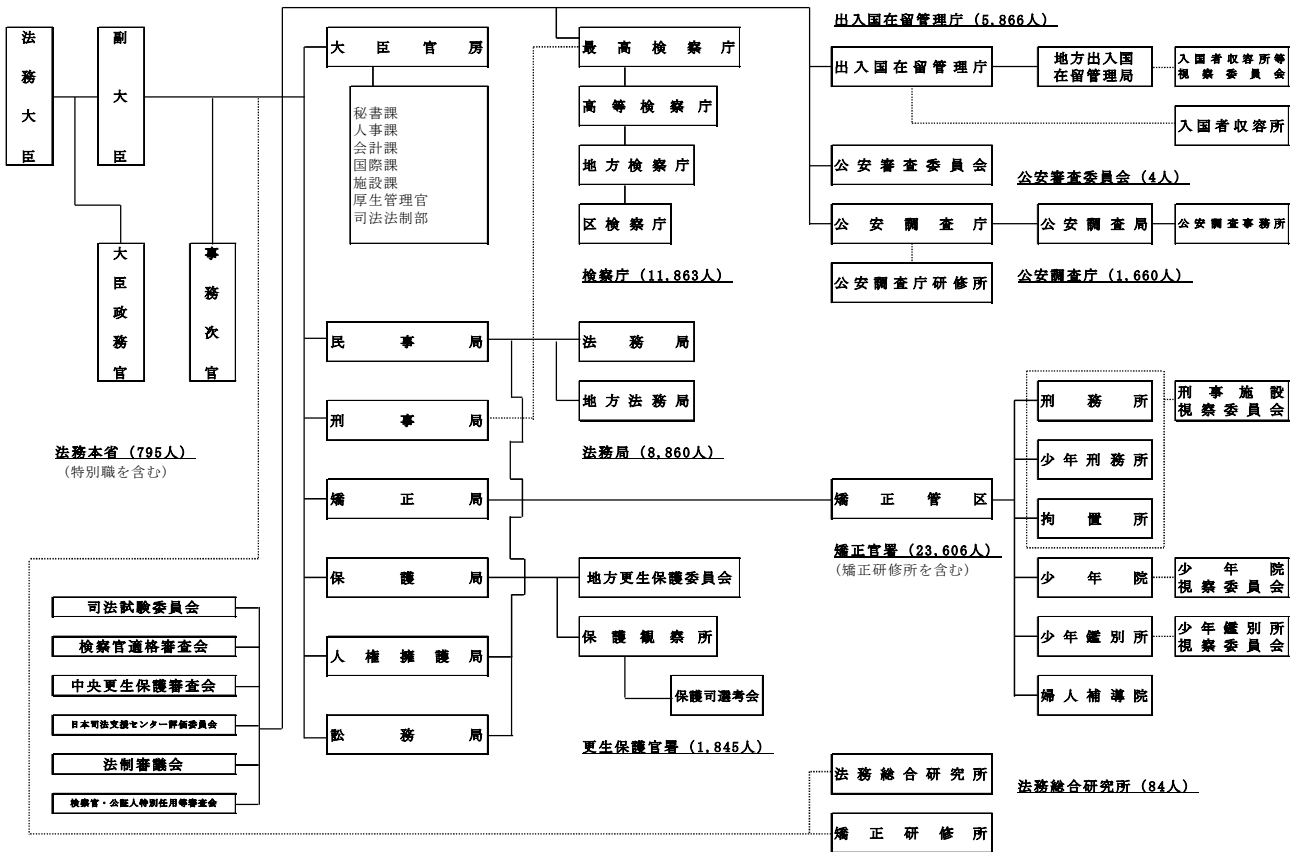 法務大臣
副大臣
大臣政務官
事務次官
法務本省（795人）
（特別職を含む）
大臣官房
秘書課
人事課
会計課
国際課
施設課
厚生管理官
司法法制部
民事局
刑事局
矯正局
保護局
人権擁護局
訟務局
最高検察庁
高等検察庁
地方検察庁
区検察庁
検察庁（11,863人）
法務局
地方法務局
法務局（8,860人）
地方更生保護委員会
保護観察所
保護司選考会
更生保護官署（1,845人）
出入国在留管理庁（5,866人）
出入国在留管理庁
地方出入国
在留管理局
入国者収容所等
視察委員会
入国者収容所
公安審査委員会
公安審査委員会（4人）
公安調査庁
公安調査局
公安調査事務所
公安調査庁研修所
公安調査庁（1,660人）
矯正管区
矯正官署（23,606人）
（矯正研修所を含む）
刑務所
刑事施設
視察委員会
少年刑務所
拘置所
少年院
少年院
視察委員会
少年鑑別所
少年鑑別所
視察委員会
婦人補導院
司法試験委員会
検察官適格審査会
中央更生保護審査会
日本司法支援センター評価委員会
法制審議会
検察官・公証人特別任用等審査会
法務総合研究所
法務総合研究所（84人）
矯正研修所